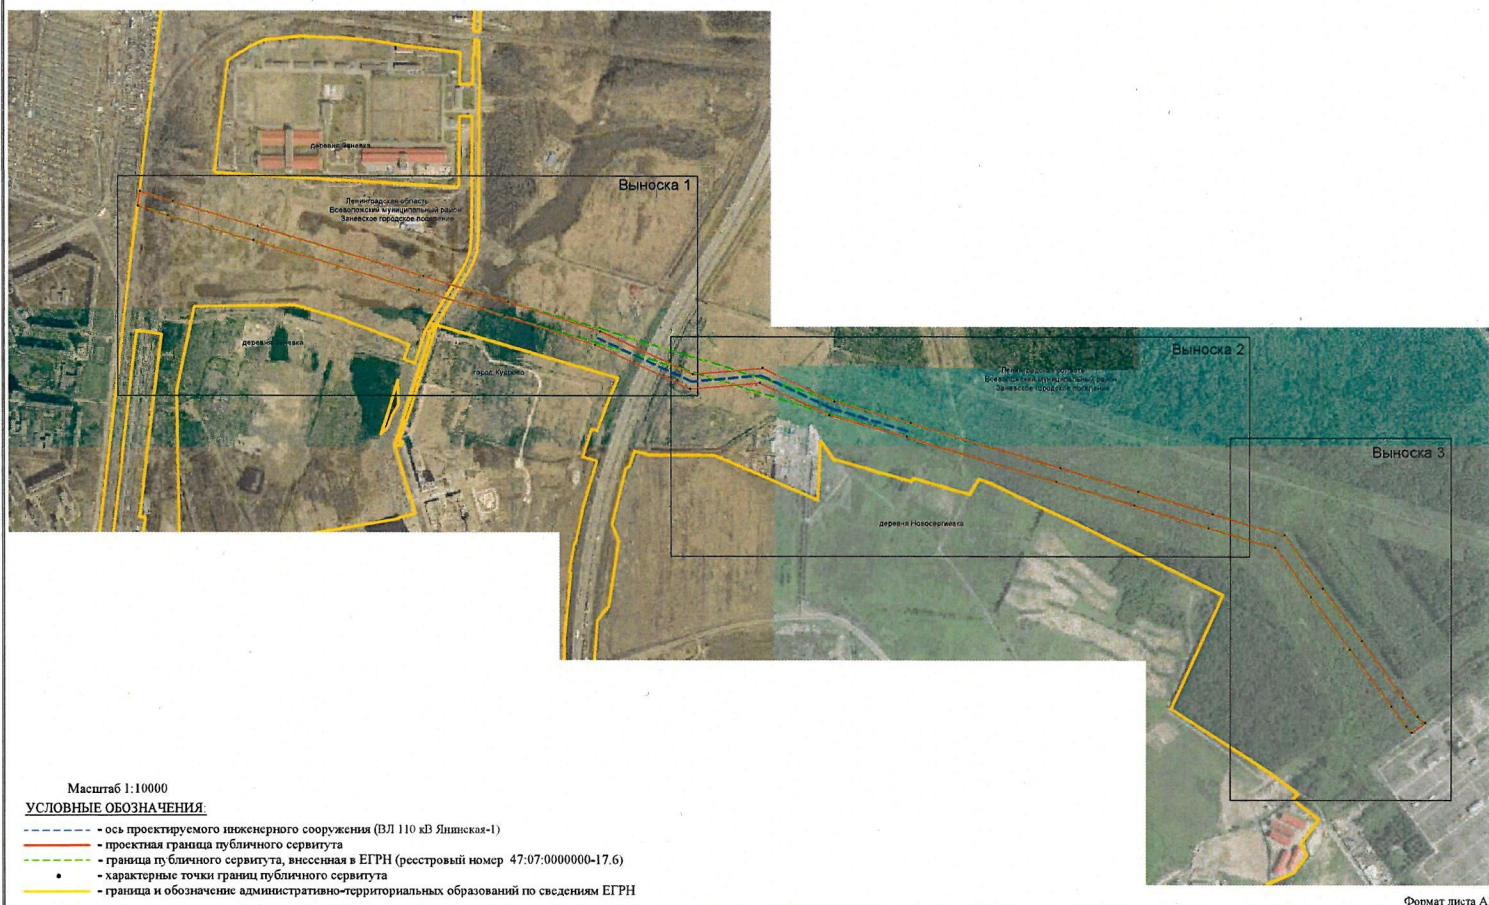 деревня Заневка
Выноска 1
Ленинградская область
Всеволожский муниципальный район
Заневское городское поселение
деревня Заневка
город Кудрово
Выноска 2
Ленинградская область
Всеволожский муниципальный район
Заневское городское поселение
Выноска 3
деревня Новосергиевка
Масштаб 1:10000
УСЛОВНЫЕ ОБОЗНАЧЕНИЯ:
- ось проектируемого инженерного сооружения (ВЛ 110 кВ Янинская-1)
- проектная граница публичного сервитута
- граница публичного сервитута, внесенная в ЕГРН (реестровый номер 47:07:0000000-17.6)
- характерные точки границ публичного сервитута
- граница и обозначение административно-территориальных образований по сведениям ЕГРН
Формат листа А